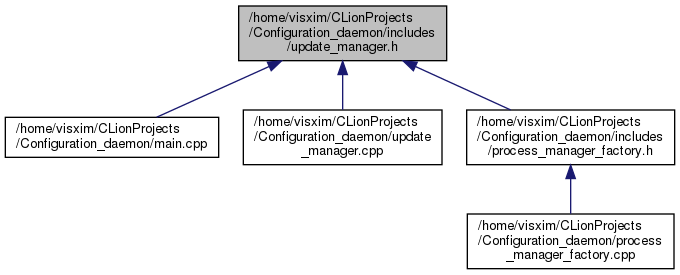 /home/visxim/CLionProjects
/Configuration_daemon/includes
/update_manager.h
/home/visxim/CLionProjects
/Configuration_daemon/main.cpp
/home/visxim/CLionProjects
/Configuration_daemon/update
_manager.cpp
/home/visxim/CLionProjects
/Configuration_daemon/includes
/process_manager_factory.h
/home/visxim/CLionProjects
/Configuration_daemon/process
_manager_factory.cpp